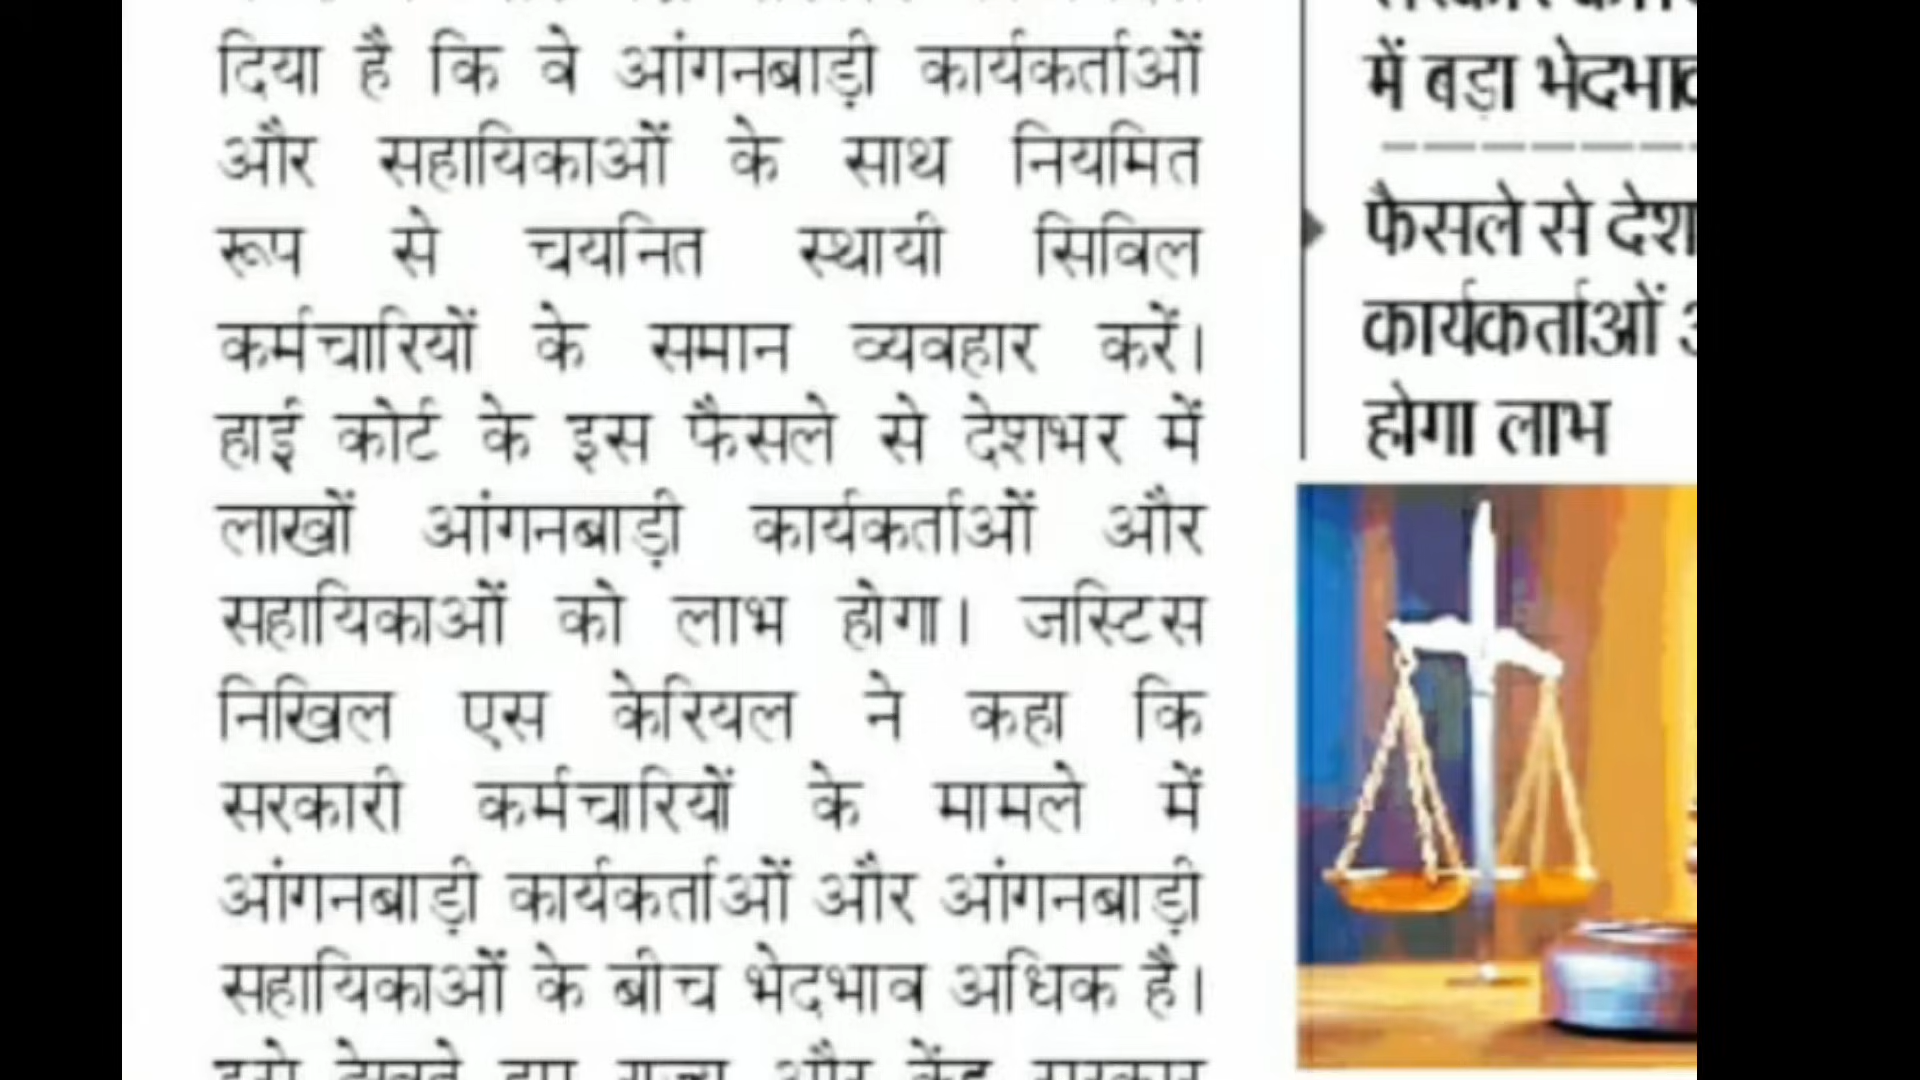 दिया है कि वे आंगनबाड़ी कार्यकर्ताओं
और सहायिकाओं के साथ नियमित
रूप से चयनित स्थायी सिविल
कर्मचारियों के समान व्यवहार करें।
हाई कोर्ट के इस फैसले से देशभर में
लाखों आंगनबाड़ी कार्यकर्ताओं और
सहायिकाओं को लाभ होगा। जस्टिस
निखिल एस केरियल ने कहा कि
सरकारी कर्मचारियों के मामले में
आंगनबाड़ी कार्यकर्ताओं और आंगनबाड़ी
सहायिकाओं के बीच भेदभाव अधिक है।
में बड़ा भेदभाव
फैसले से देश
कार्यकर्ताओं
होगा लाभ